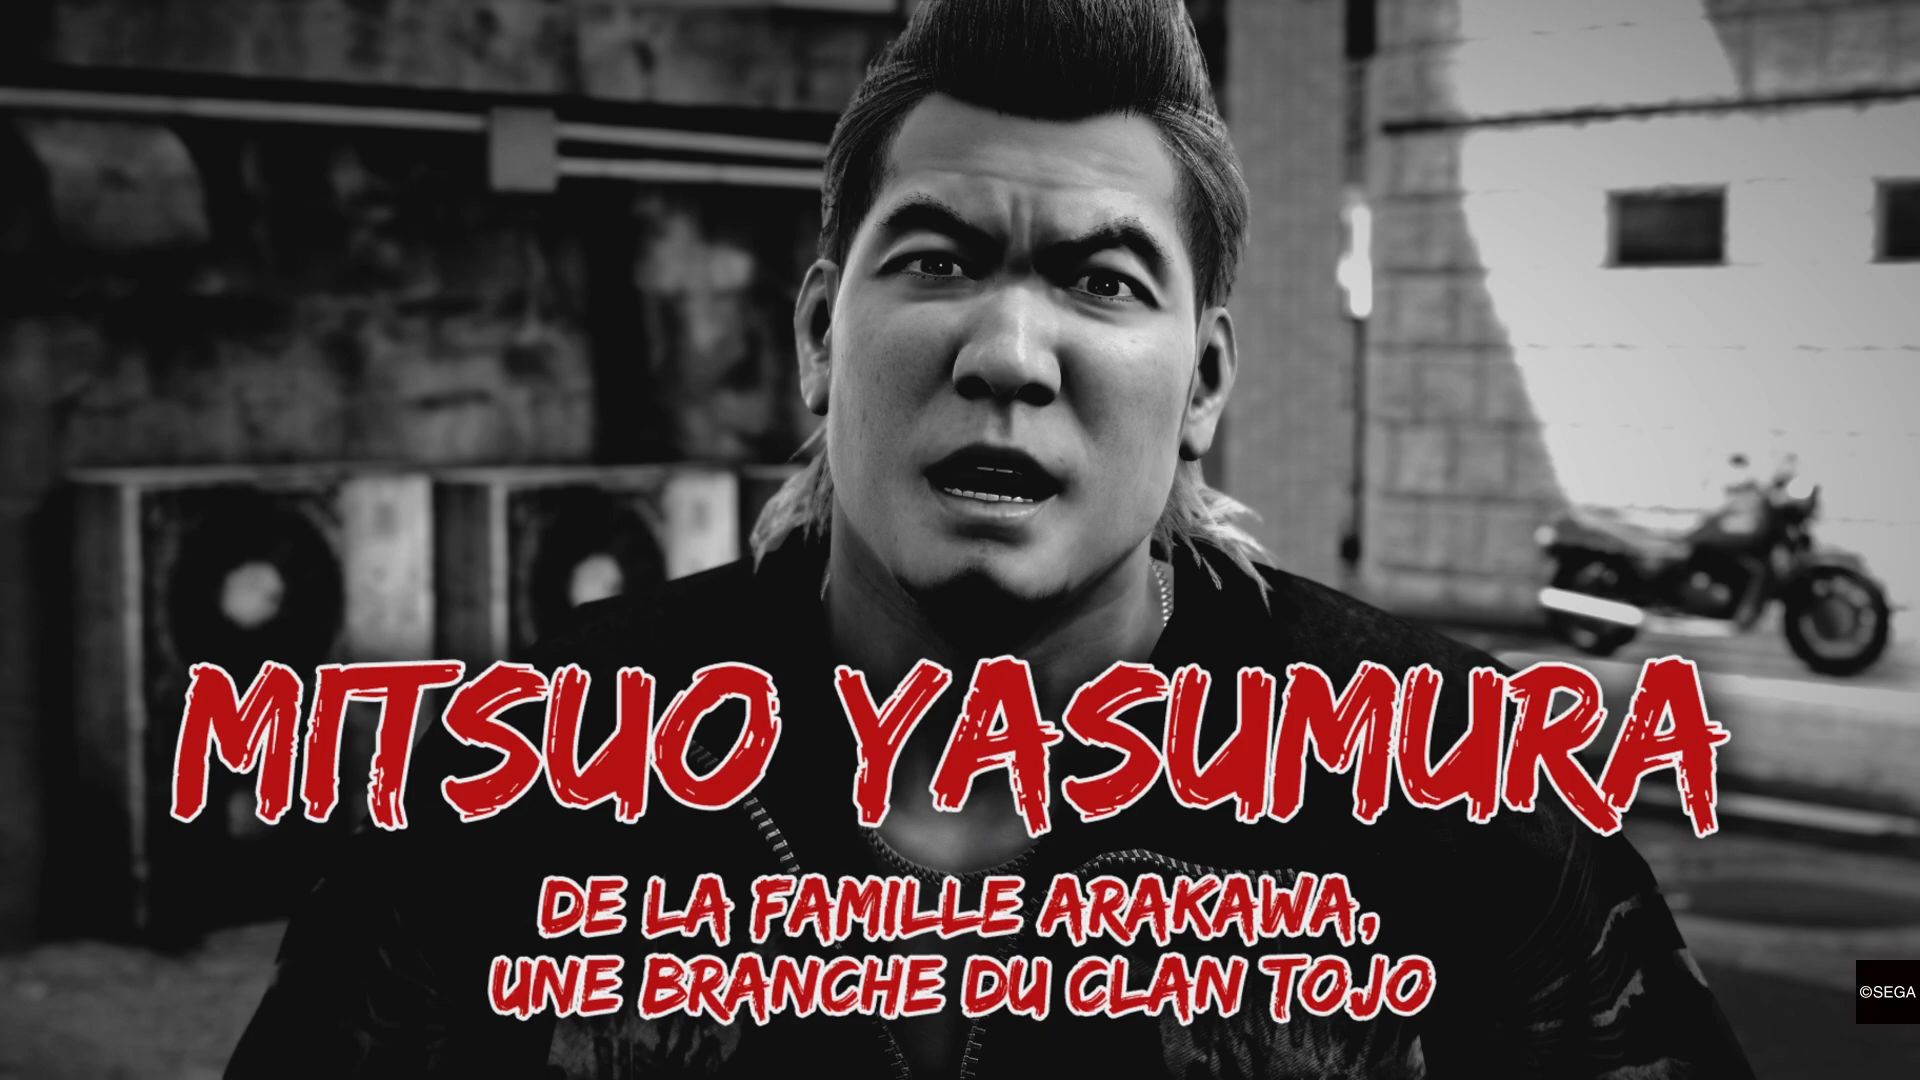 MITSUO YASUMURA
DE LA FAMILLE ARAKAWA,
UNE BRANCHE DU CLAN TOJO
©SEGA